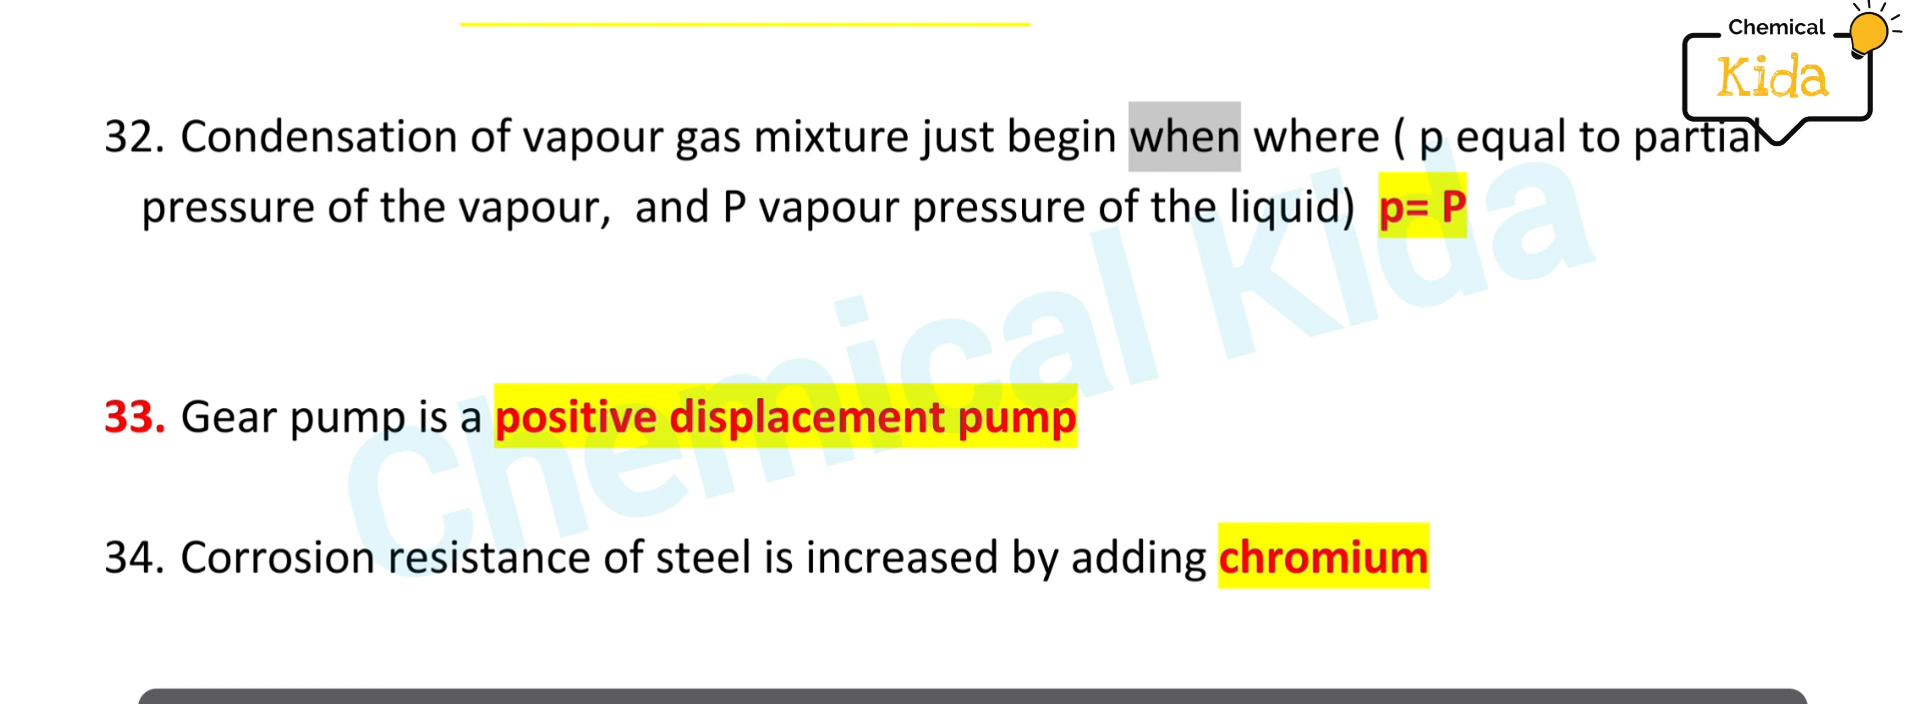 Chemical
Kida
32. Condensation of vapour gas mixture just begin when where ( p equal to partial
pressure of the vapour, and P vapour pressure of the liquid) p= P
33. Gear pump is a positive displacement pump
34. Corrosion resistance of steel is increased by adding chromium
Chemical Kida